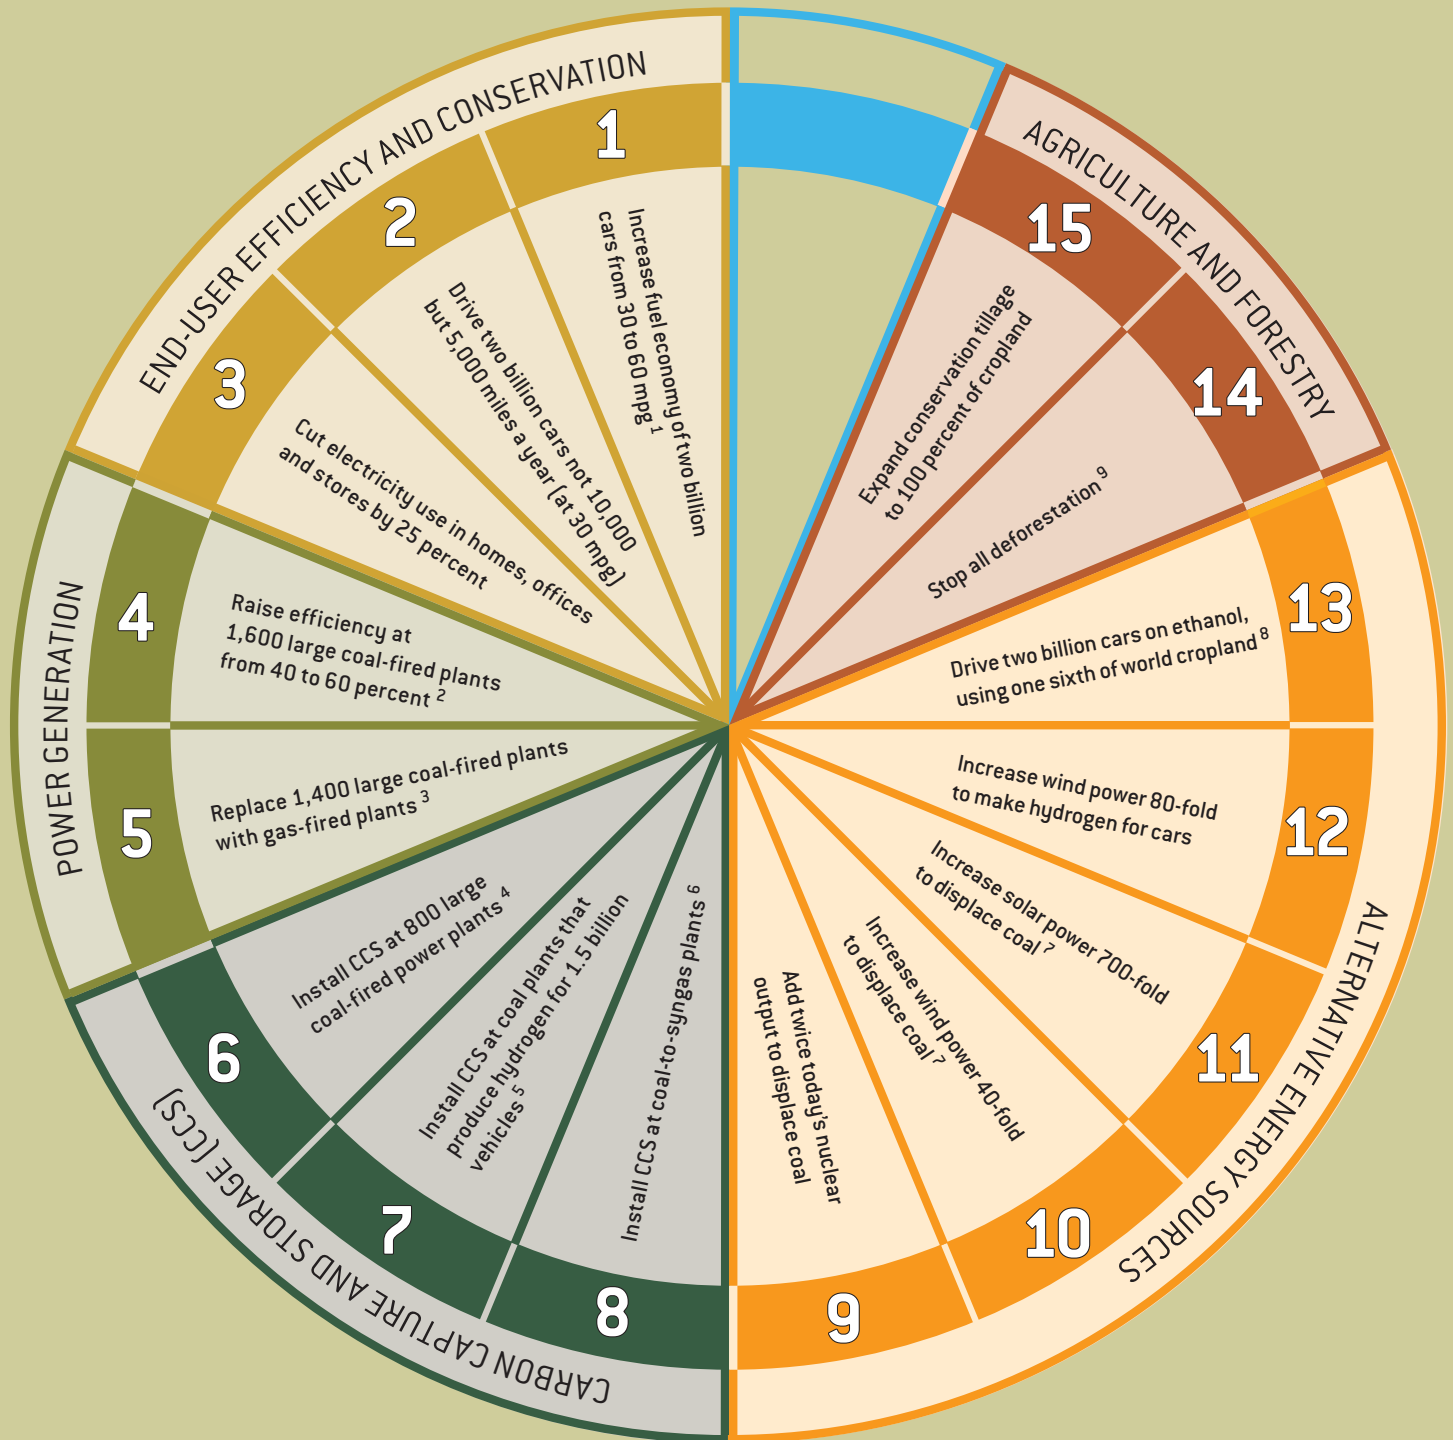 END-USER EFFICIENCY AND CONSERVATION
1
Increase fuel economy of two billion
cars from 30 to 60 mpg 1
2
Drive two billion cars not 10,000
but 5,000 miles a year (at 30 mpg)
3
Cut electricity use in homes, offices
and stores by 25 percent
POWER GENERATION
4
Raise efficiency at
1,600 large coal-fired plants
from 40 to 60 percent 2
5
Replace 1,400 large coal-fired plants
with gas-fired plants 3
CARBON CAPTURE AND STORAGE (CCS)
6
Install CCS at 800 large
coal-fired power plants 4
7
Install CCS at coal plants that
produce hydrogen for 1.5 billion
vehicles 5
8
Install CCS at coal-to-syngas plants 6
ALTERNATIVE ENERGY SOURCES
9
Add twice today's nuclear
output to displace coal
10
Increase wind power 40-fold
to displace coal 7
11
Increase solar power 700-fold
to displace coal 7
12
Increase wind power 80-fold
to make hydrogen for cars
13
Drive two billion cars on ethanol,
using one sixth of world cropland 8
AGRICULTURE AND FORESTRY
14
Stop all deforestation 9
15
Expand conservation tillage
to 100 percent of cropland